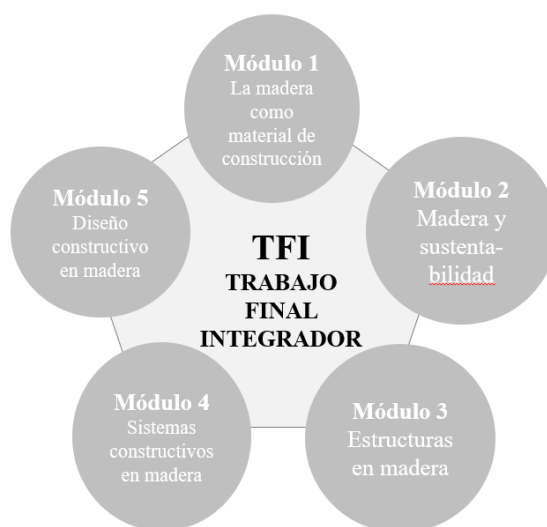 Módulo 1
La madera
como
material de
construcción
Módulo 2
Madera y
sustenta-
bilidad
Módulo 3
Estructuras
en madera
Módulo 4
Sistemas
constructivos
en madera
Módulo 5
Diseño
constructivo
en madera
TFI
TRABAJO
FINAL
INTEGRADOR